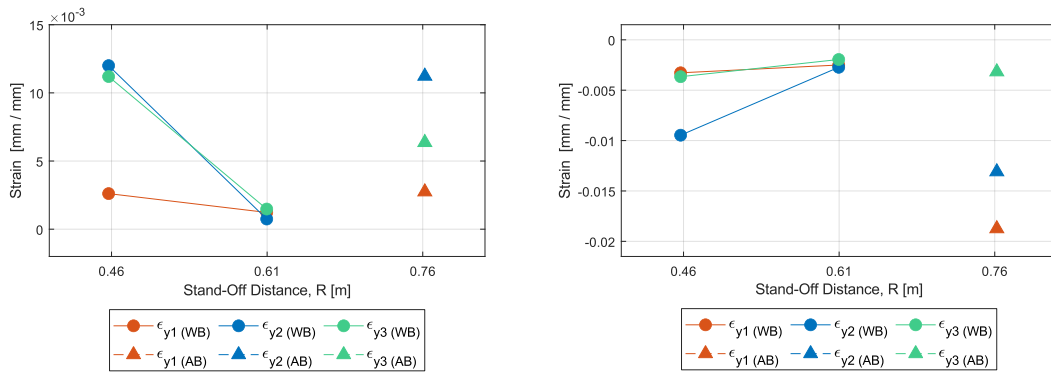 ×10⁻³
15
10
5
0
Strain [mm / mm]
0.46 0.61 0.76
Stand-Off Distance, R [m]
ϵy1 (WB) ϵy2 (WB) ϵy3 (WB)
ϵy1 (AB) ϵy2 (AB) ϵy3 (AB)
0
-0.005
-0.01
-0.015
-0.02
Strain [mm / mm]
0.46 0.61 0.76
Stand-Off Distance, R [m]
ϵy1 (WB) ϵy2 (WB) ϵy3 (WB)
ϵy1 (AB) ϵy2 (AB) ϵy3 (AB)